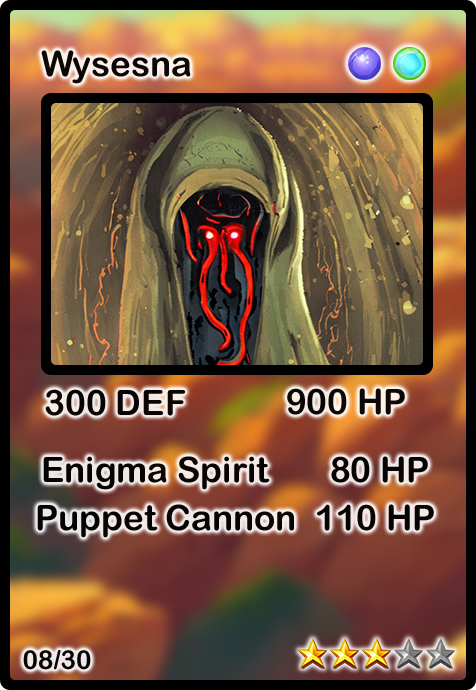 Wysesna
300 DEF 900 HP
Enigma Spirit 80 HP
Puppet Cannon 110 HP
08/30